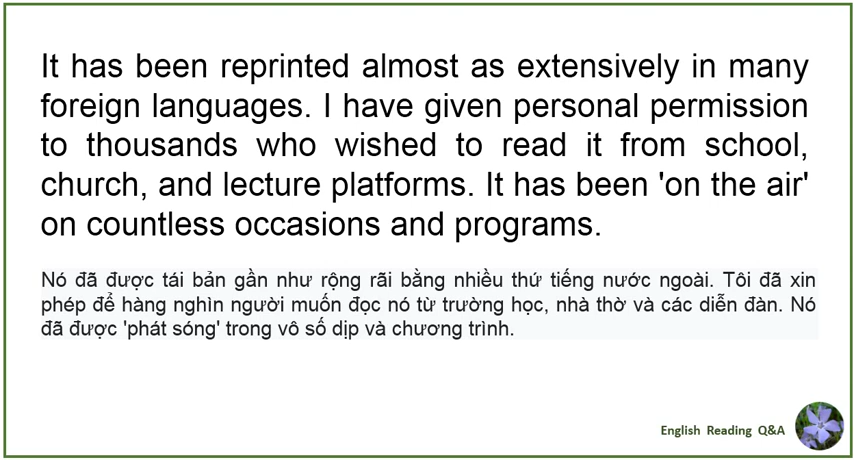 It has been reprinted almost as extensively in many
foreign languages. I have given personal permission
to thousands who wished to read it from school,
church, and lecture platforms. It has been 'on the air'
on countless occasions and programs.
Nó đã được tái bản gần như rộng rãi bằng nhiều thứ tiếng nước ngoài. Tôi đã xin
phép để hàng nghìn người muốn đọc nó từ trường học, nhà thờ và các diễn đàn. Nó
đã được 'phát sóng' trong vô số dịp và chương trình.
English Reading Q&A